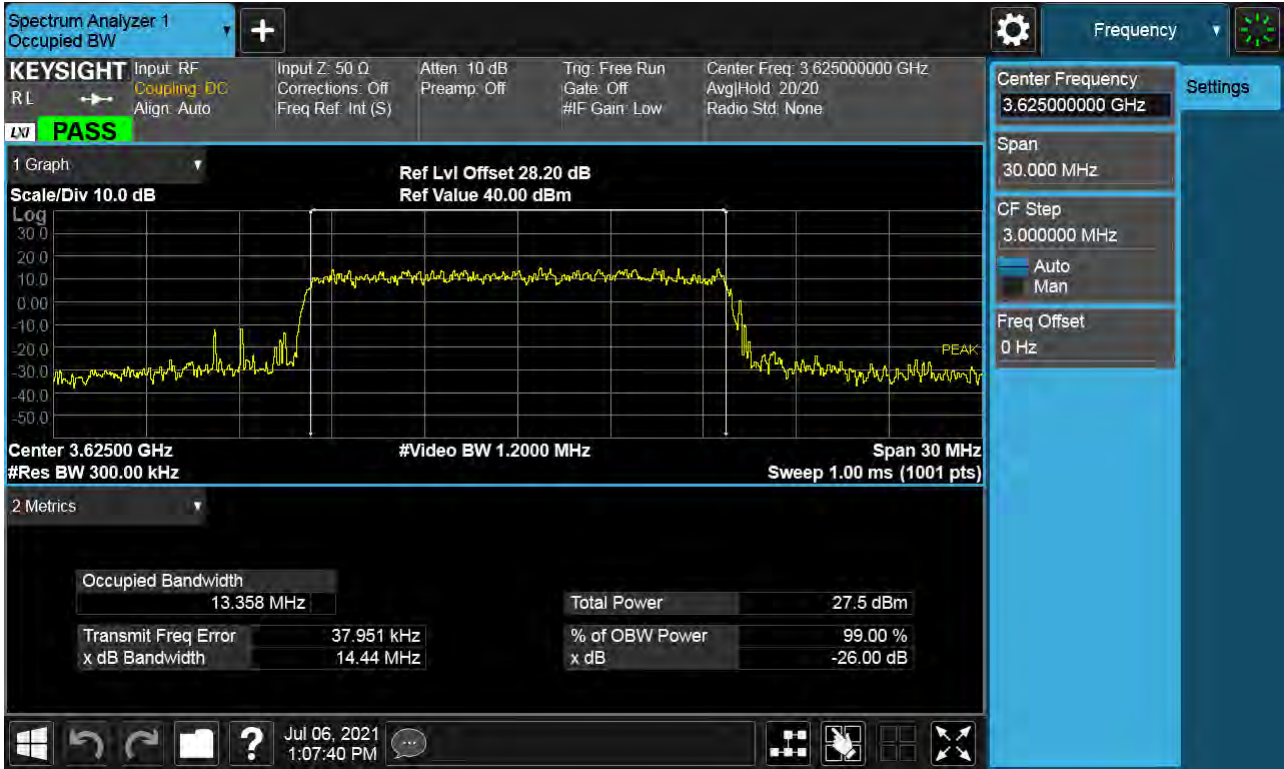 Spectrum Analyzer 1
Occupied BW
Frequency
KEYSIGHT
RL
LXI
PASS
Input: RF
Coupling: DC
Align: Auto
Input Z: 50 Ω
Corrections: Off
Freq Ref: Int (S)
Atten: 10 dB
Preamp: Off
Trig: Free Run
Gate: Off
#IF Gain: Low
Center Freq: 3.625000000 GHz
Avg|Hold: 20/20
Radio Std: None
Center Frequency
3.625000000 GHz
Settings
Span
30.000 MHz
CF Step
3.000000 MHz
Auto
Man
Freq Offset
0 Hz
1 Graph
Scale/Div 10.0 dB
Ref Lvl Offset 28.20 dB
Ref Value 40.00 dBm
Log
30.0
20.0
10.0
0.00
-10.0
-20.0
-30.0
-40.0
-50.0
PEAK
Center 3.62500 GHz
#Video BW 1.2000 MHz
Span 30 MHz
#Res BW 300.00 kHz
Sweep 1.00 ms (1001 pts)
2 Metrics
Occupied Bandwidth
13.358 MHz
Transmit Freq Error 37.951 kHz
x dB Bandwidth 14.44 MHz
Total Power 27.5 dBm
% of OBW Power 99.00 %
x dB -26.00 dB
?
Jul 06, 2021
1:07:40 PM